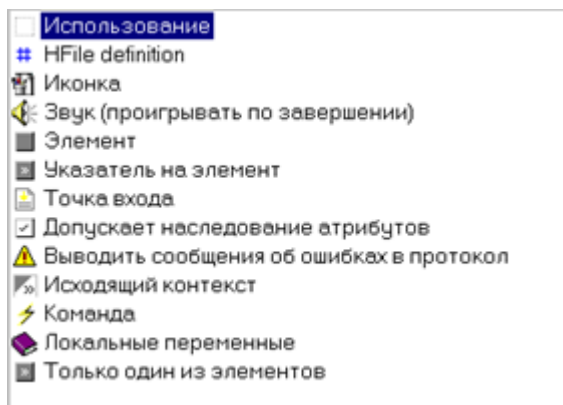 Использование
HFile definition
Иконка
Звук (проигрывать по завершении)
Элемент
Указатель на элемент
Точка входа
Допускает наследование атрибутов
Выводить сообщения об ошибках в протокол
Исходящий контекст
Команда
Локальные переменные
Только один из элементов